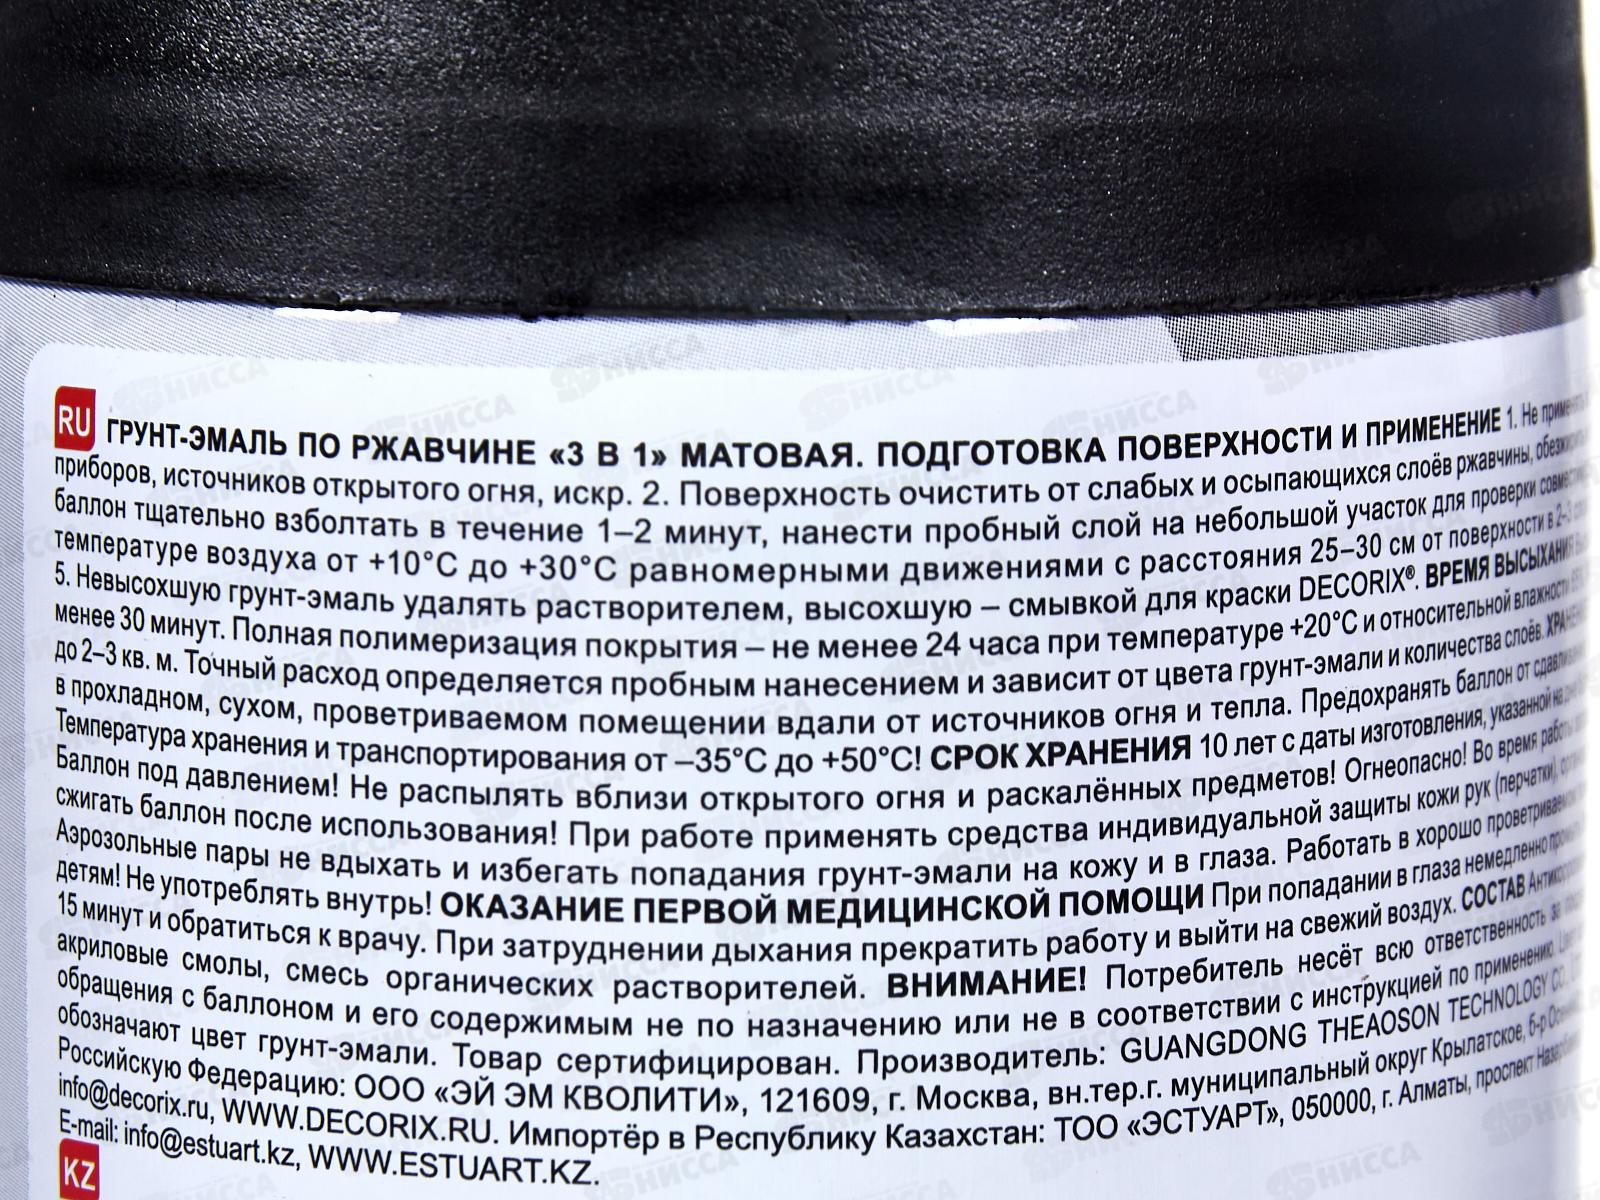 RU ГРУНТ-ЭМАЛЬ ПО РЖАВЧИНЕ «3 В 1» МАТОВАЯ. ПОДГОТОВКА ПОВЕРХНОСТИ И ПРИМЕНЕНИЕ 1. Не
приборов, источников открытого огня, искр. 2. Поверхность очистить от слабых и осыпающихся слоёв ржавчины,
баллон тщательно взболтать в течение 1–2 минут, нанести пробный слой на небольшой участок для проверки
температуре воздуха от +10°С до +30°С равномерными движениями с расстояния 25–30 см от поверхности в 2–3
5. Невысохшую грунт-эмаль удалять растворителем, высохшую – смывкой для краски DECORIX®. ВРЕМЯ ВЫСЫХАНИЯ
менее 30 минут. Полная полимеризация покрытия – не менее 24 часа при температуре +20°С и относительной влажности
до 2–3 кв. м. Точный расход определяется пробным нанесением и зависит от цвета грунт-эмали и количества слоёв.
в прохладном, сухом, проветриваемом помещении вдали от источников огня и тепла. Предохранять баллон от
Температура хранения и транспортирования от –35°С до +50°С! СРОК ХРАНЕНИЯ 10 лет с даты изготовления, указанной на
Баллон под давлением! Не распылять вблизи открытого огня и раскалённых предметов! Огнеопасно! Во время работы
сжигать баллон после использования! При работе применять средства индивидуальной защиты кожи рук (перчатки),
Аэрозольные пары не вдыхать и избегать попадания грунт-эмали на кожу и в глаза. Работать в хорошо
детям! Не употреблять внутрь! ОКАЗАНИЕ ПЕРВОЙ МЕДИЦИНСКОЙ ПОМОЩИ При попадании в глаза немедленно
15 минут и обратиться к врачу. При затруднении дыхания прекратить работу и выйти на свежий воздух. СОСТАВ
акриловые смолы, смесь органических растворителей. ВНИМАНИЕ! Потребитель несёт всю ответственность за
обращения с баллоном и его содержимым не по назначению или не в соответствии с инструкцией по применению.
обозначают цвет грунт-эмали. Товар сертифицирован. Производитель: GUANGDONG THEAOSON TECHNOLOGY CO.
Российскую Федерацию: ООО «ЭЙ ЭМ КВОЛИТИ», 121609, г. Москва, вн.тер.г. муниципальный округ Крылатское, б-р
info@decorix.ru, WWW.DECORIX.RU. Импортёр в Республику Казахстан: ТОО «ЭСТУАРТ», 050000, г. Алматы, проспект
E-mail: info@estuart.kz, WWW.ESTUART.KZ.
KZ
НИССА